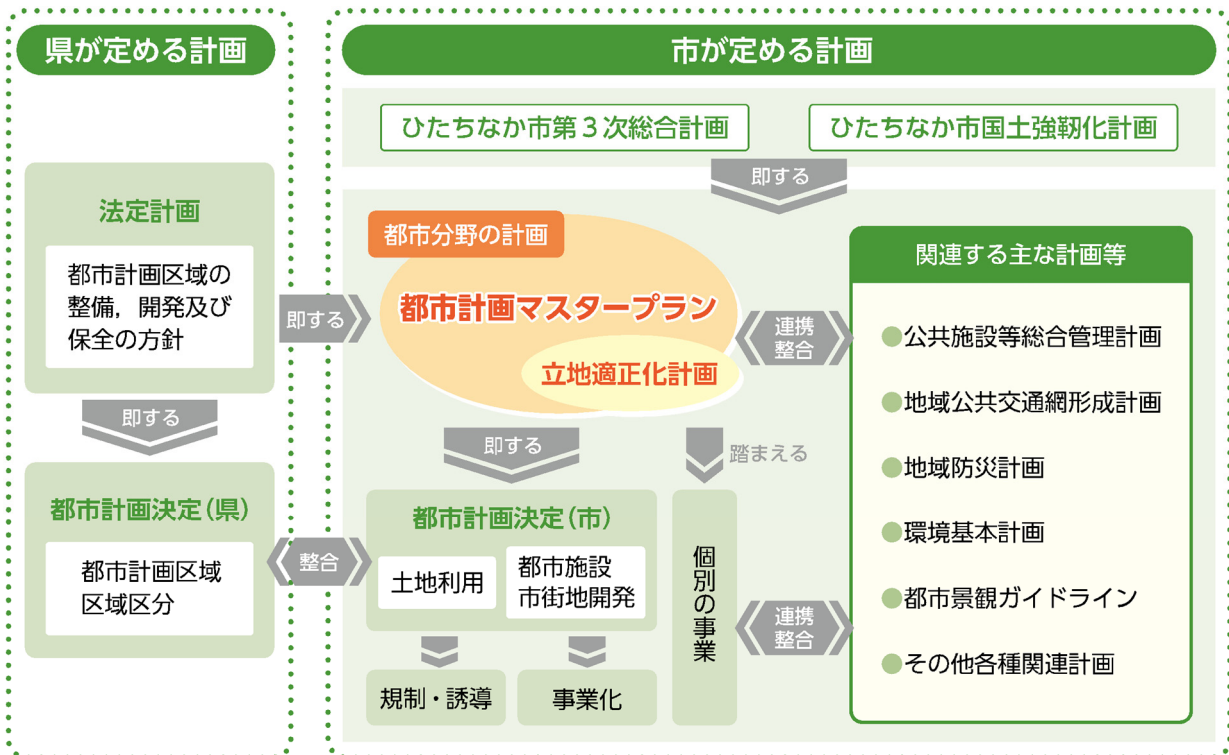 県が定める計画
法定計画
都市計画区域の
整備，開発及び
保全の方針
即する
都市計画決定（県）
都市計画区域
区域区分
即する
整合
市が定める計画
ひたちなか市第３次総合計画
ひたちなか市国土強靭化計画
即する
都市分野の計画
都市計画マスタープラン
立地適正化計画
即する
踏まえる
都市計画決定（市）
土地利用
都市施設
市街地開発
規制・誘導
事業化
個別の事業
連携
整合
連携
整合
関連する主な計画等
●公共施設等総合管理計画
●地域公共交通網形成計画
●地域防災計画
●環境基本計画
●都市景観ガイドライン
●その他各種関連計画